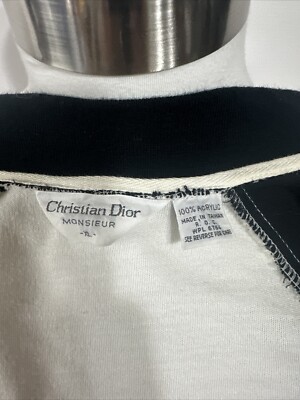 Christian Dior
MONSIEUR
100% ACRYLIC
MADE IN TAIWAN
R. O. C.
SEE REVERSE FOR CARE